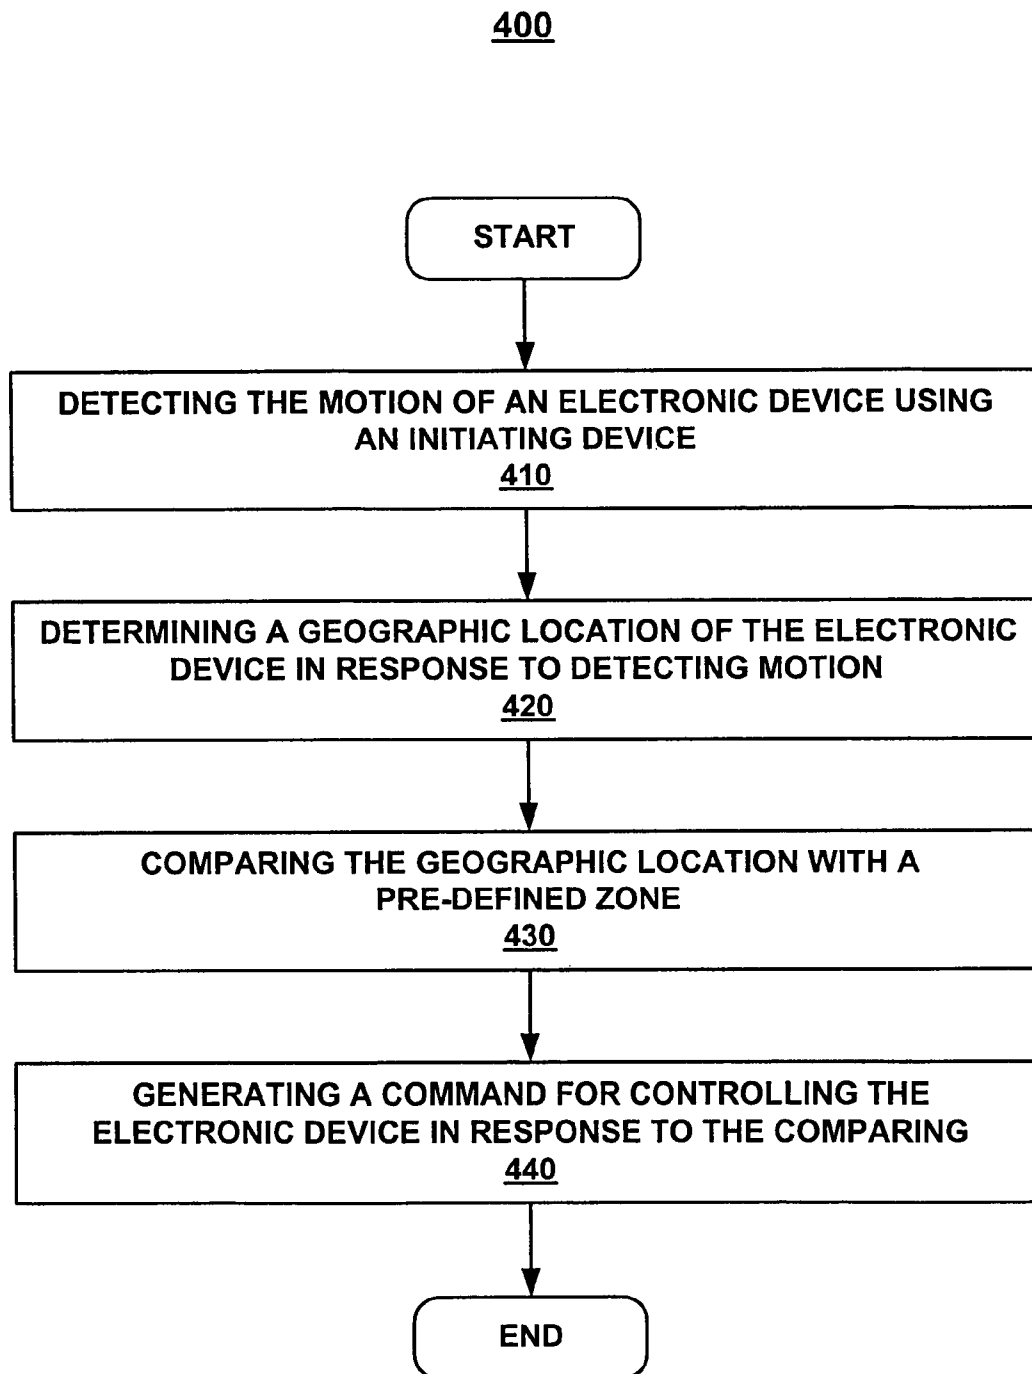 400
START
DETECTING THE MOTION OF AN ELECTRONIC DEVICE USING
AN INITIATING DEVICE
410
DETERMINING A GEOGRAPHIC LOCATION OF THE ELECTRONIC
DEVICE IN RESPONSE TO DETECTING MOTION
420
COMPARING THE GEOGRAPHIC LOCATION WITH A
PRE-DEFINED ZONE
430
GENERATING A COMMAND FOR CONTROLLING THE
ELECTRONIC DEVICE IN RESPONSE TO THE COMPARING
440
END